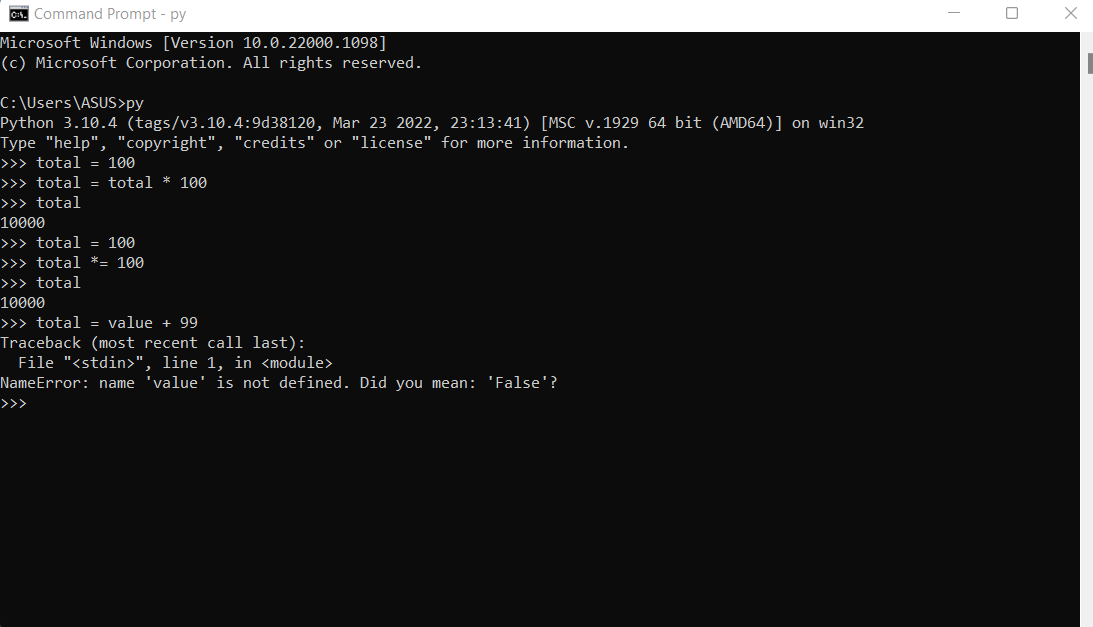 Command Prompt - py
Microsoft Windows [Version 10.0.22000.1098]
(c) Microsoft Corporation. All rights reserved.
C:\Users\ASUS>py
Python 3.10.4 (tags/v3.10.4:9d38120, Mar 23 2022, 23:13:41) [MSC v.1929 64 bit (AMD64)] on win32
Type "help", "copyright", "credits" or "license" for more information.
>>> total = 100
>>> total = total * 100
>>> total
10000
>>> total = 100
>>> total *= 100
>>> total
10000
>>> total = value + 99
Traceback (most recent call last):
  File "<stdin>", line 1, in <module>
NameError: name 'value' is not defined. Did you mean: 'False'?
>>>